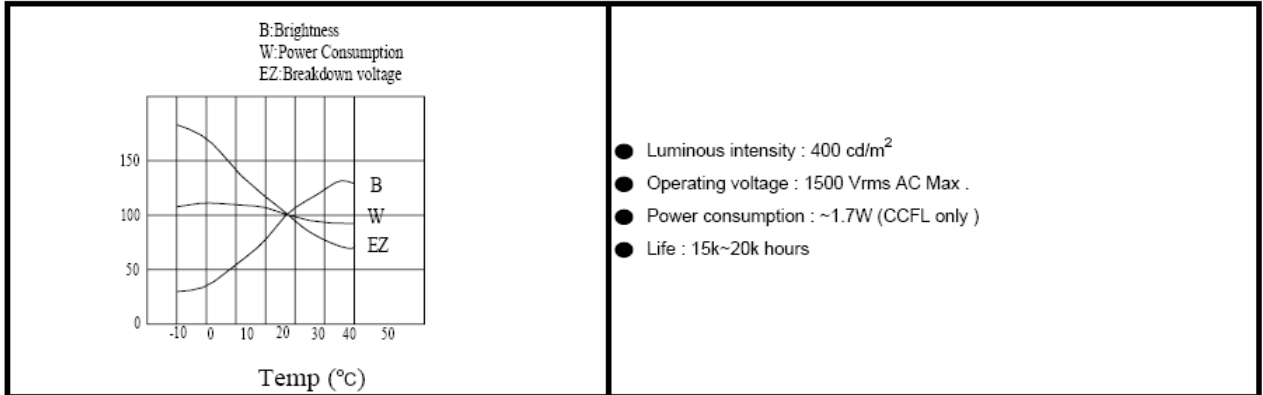 B:Brightness
W:Power Consumption
EZ:Breakdown voltage
150
100
50
0
B
W
EZ
-10 0 10 20 30 40 50
Temp (°C)
● Luminous intensity : 400 cd/m²
● Operating voltage : 1500 Vrms AC Max .
● Power consumption : ~1.7W (CCFL only )
● Life : 15k~20k hours